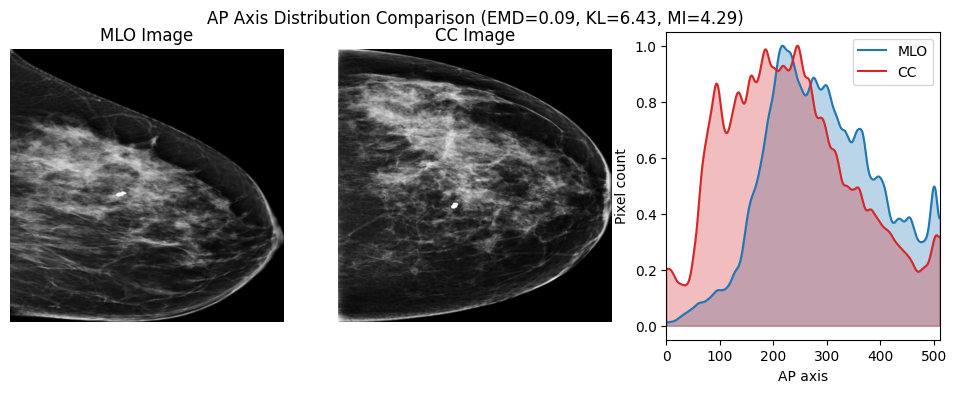 AP Axis Distribution Comparison (EMD=0.09, KL=6.43, MI=4.29)
MLO Image
CC Image
MLO
CC
Pixel count
1.0
0.8
0.6
0.4
0.2
0.0
0 100 200 300 400 500
AP axis